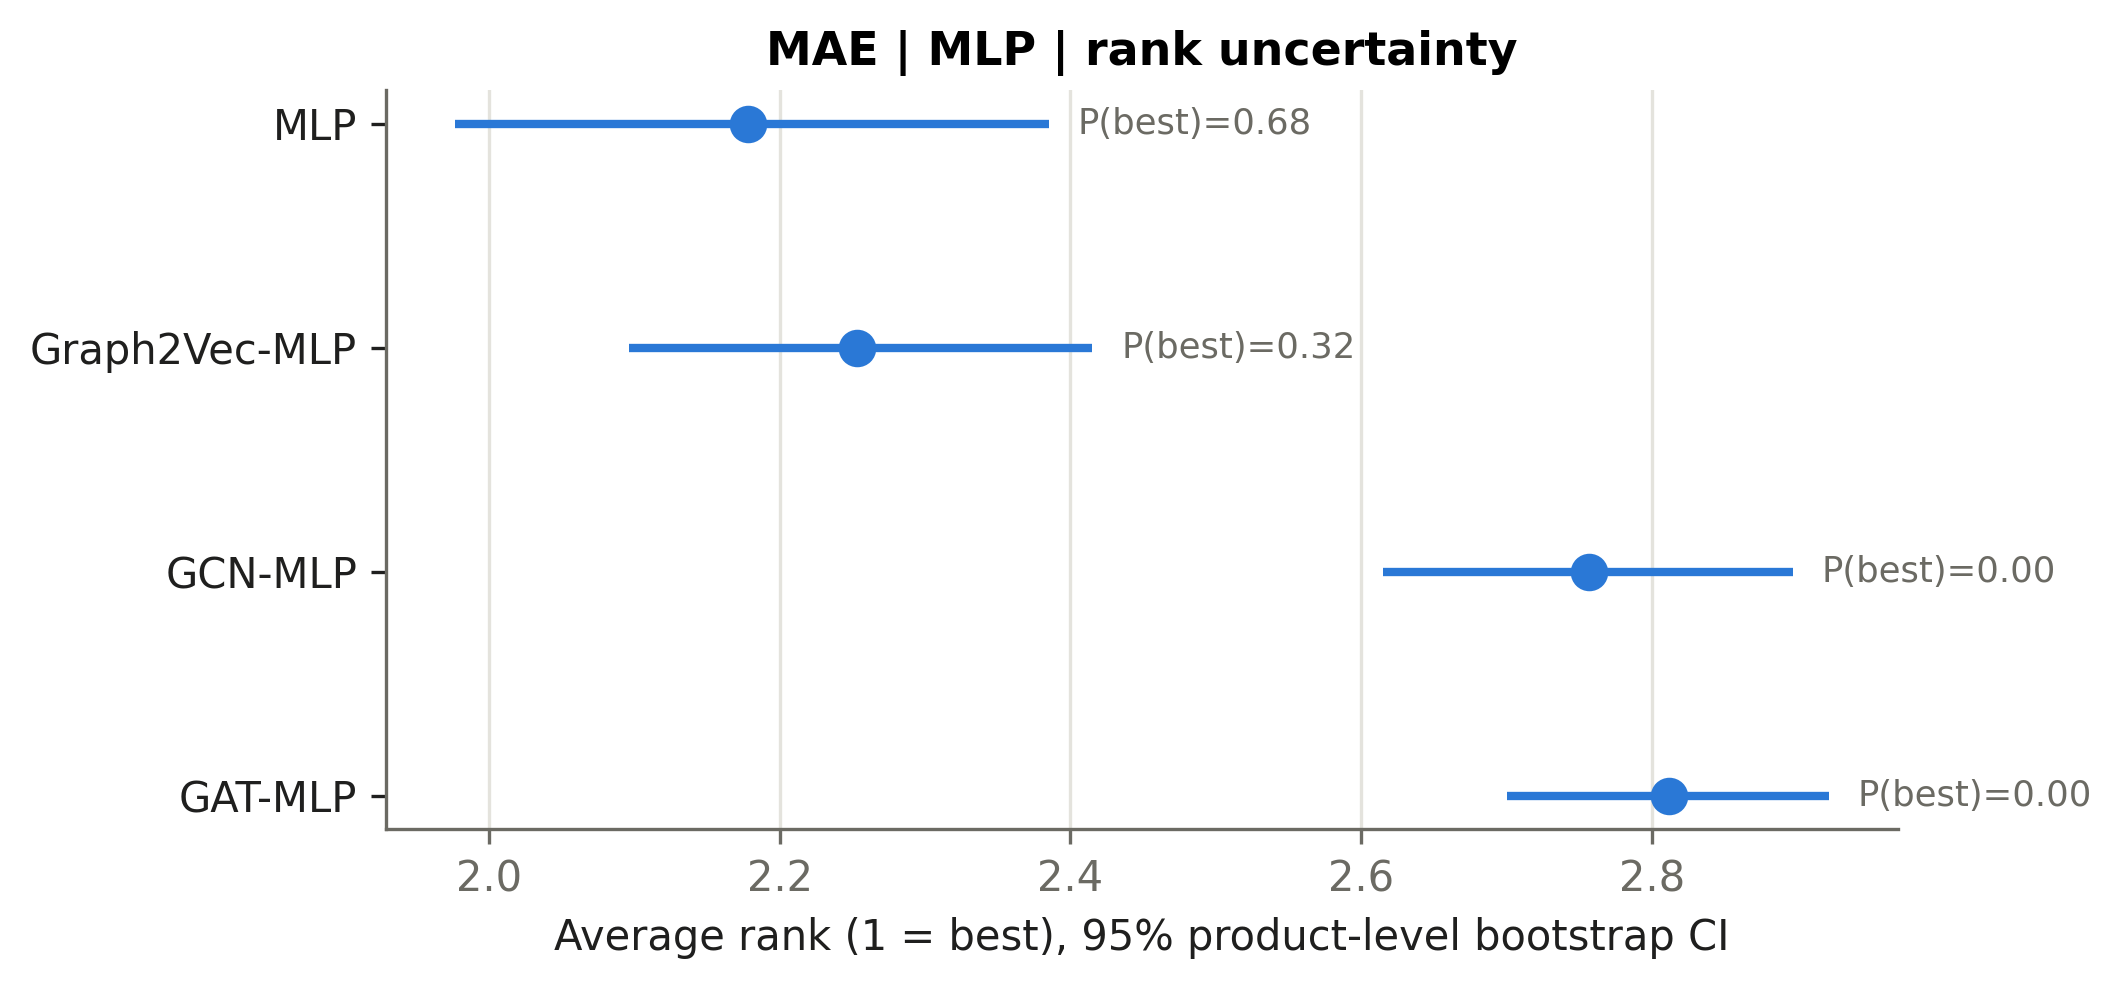 MAE | MLP | rank uncertainty
MLP
P(best)=0.68
Graph2Vec-MLP
P(best)=0.32
GCN-MLP
P(best)=0.00
GAT-MLP
P(best)=0.00
2.0 2.2 2.4 2.6 2.8
Average rank (1 = best), 95% product-level bootstrap CI